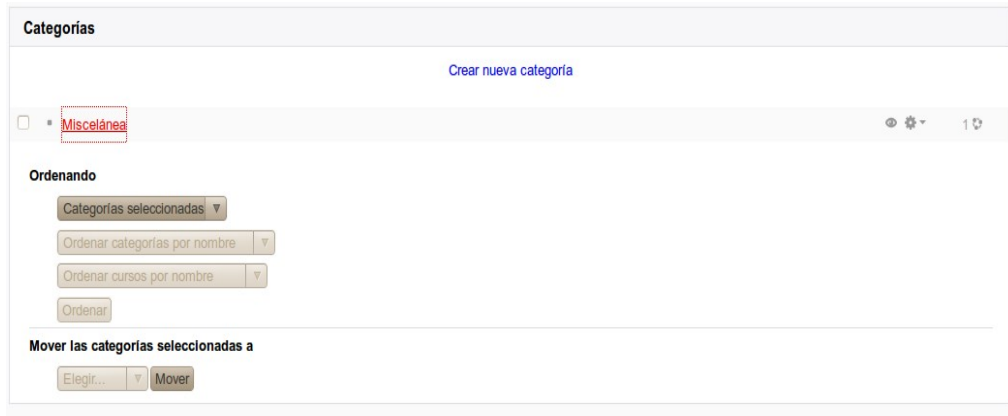 Categorías
Crear nueva categoría
Miscelánea
1
Ordenando
Categorías seleccionadas
Ordenar categorías por nombre
Ordenar cursos por nombre
Ordenar
Mover las categorías seleccionadas a
Elegir... Mover